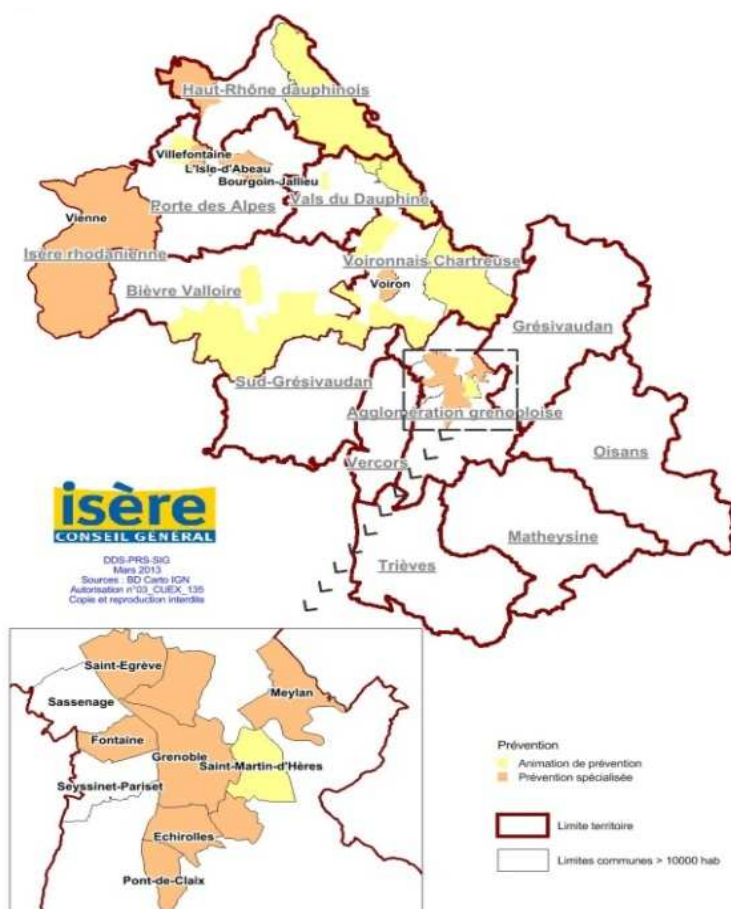 Haut-Rhône dauphinois
Villefontaine
L'Isle-d'Abeau
Bourgoin-Jallieu
Porte des Alpes
Vals du Dauphiné
Vienne
Isère rhodanienne
Bièvre Valloire
Voironnais Chartreuse
Voiron
Grésivaudan
Sud-Grésivaudan
Agglomération grenobloise
Oisans
Vercors
Matheysine
Trièves
isère
CONSEIL GÉNÉRAL
DDS-PRS-SIG
Mars 2013
Sources : BD Carto IGN
Autorisation n°03_CUEX_135
Copie et reproduction interdits
Saint-Egrève
Meylan
Sassenage
Fontaine
Grenoble
Saint-Martin-d'Hères
Seyssinet-Pariset
Echirolles
Pont-de-Claix
Prévention
Animation de prévention
Prévention spécialisée
Limite territoire
Limites communes > 10000 hab